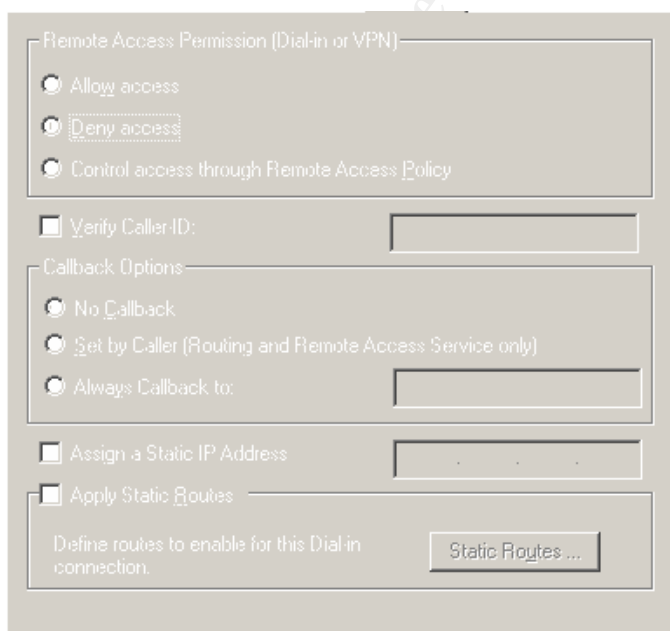 Remote Access Permission (Dial-in or VPN)
Allow access
Deny access
Control access through Remote Access Policy
Verify Caller-ID:
Callback Options
No Callback
Set by Caller (Routing and Remote Access Service only)
Always Callback to:
Assign a Static IP Address
Apply Static Routes
Define routes to enable for this Dial-in
connection.
Static Routes ...